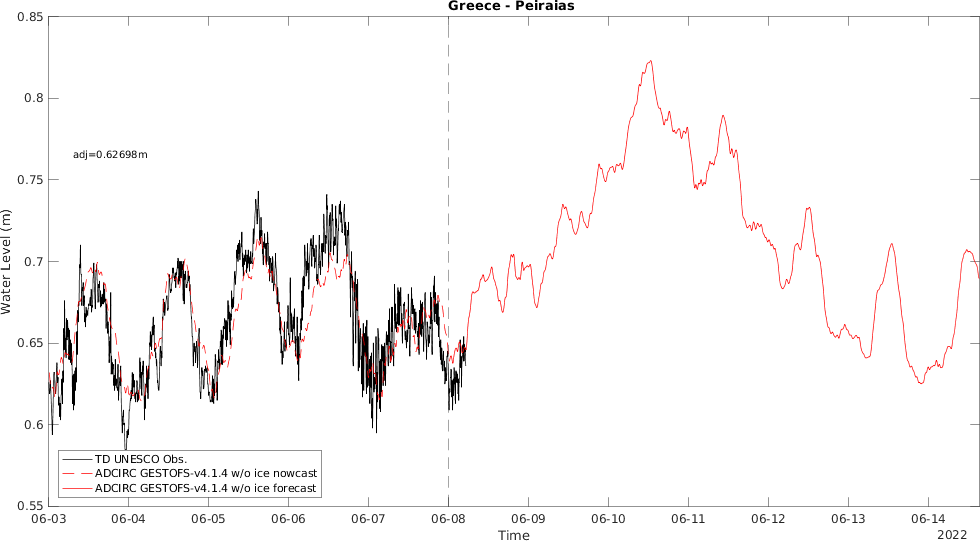 Greece - Peiraias
0.85
0.8
0.75
0.7
0.65
0.6
0.55
Water Level (m)
adj=0.62698m
TD UNESCO Obs.
ADCIRC GESTOFS-v4.1.4 w/o ice nowcast
ADCIRC GESTOFS-v4.1.4 w/o ice forecast
06-03 06-04 06-05 06-06 06-07 06-08 06-09 06-10 06-11 06-12 06-13 06-14
Time
2022